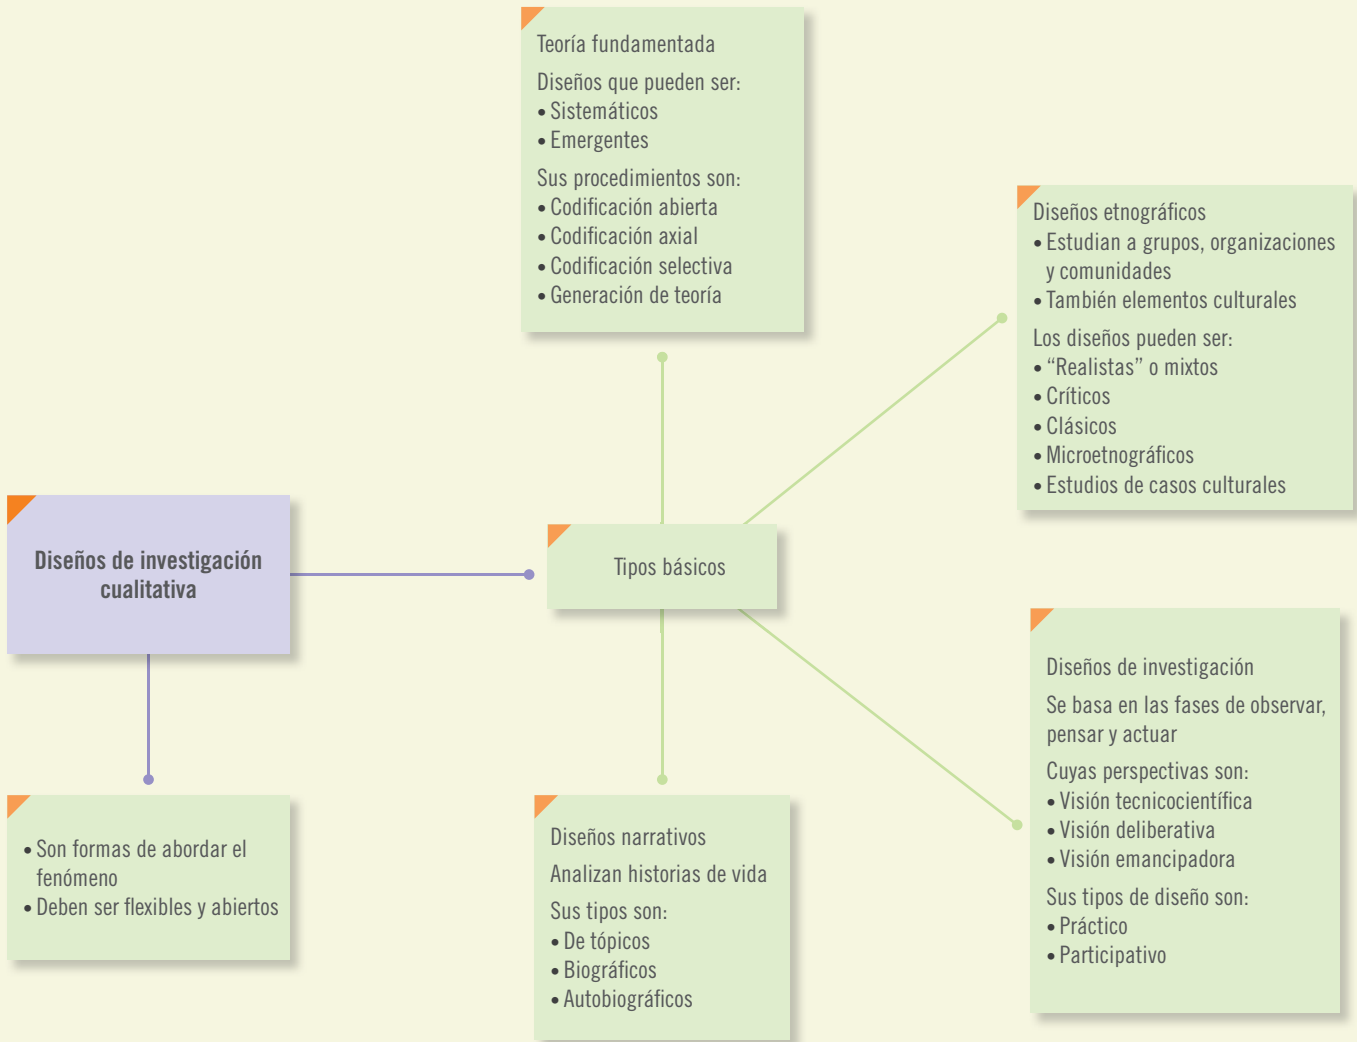 Teoría fundamentada
Diseños que pueden ser:
• Sistemáticos
• Emergentes
Sus procedimientos son:
• Codificación abierta
• Codificación axial
• Codificación selectiva
• Generación de teoría
Diseños etnográficos
• Estudian a grupos, organizaciones
y comunidades
• También elementos culturales
Los diseños pueden ser:
• “Realistas” o mixtos
• Críticos
• Clásicos
• Microetnográficos
• Estudios de casos culturales
Diseños de investigación
cualitativa
Tipos básicos
Diseños de investigación
Se basa en las fases de observar,
pensar y actuar
Cuyas perspectivas son:
• Visión tecnicocientífica
• Visión deliberativa
• Visión emancipadora
Sus tipos de diseño son:
• Práctico
• Participativo
• Son formas de abordar el
fenómeno
• Deben ser flexibles y abiertos
Diseños narrativos
Analizan historias de vida
Sus tipos son:
• De tópicos
• Biográficos
• Autobiográficos